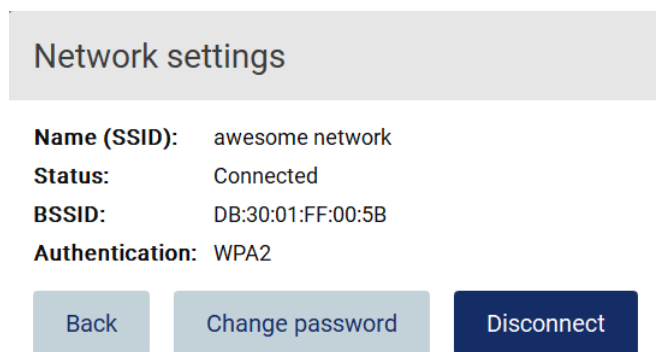 Network settings
Name (SSID): awesome network
Status: Connected
BSSID: DB:30:01:FF:00:5B
Authentication: WPA2
Back Change password Disconnect